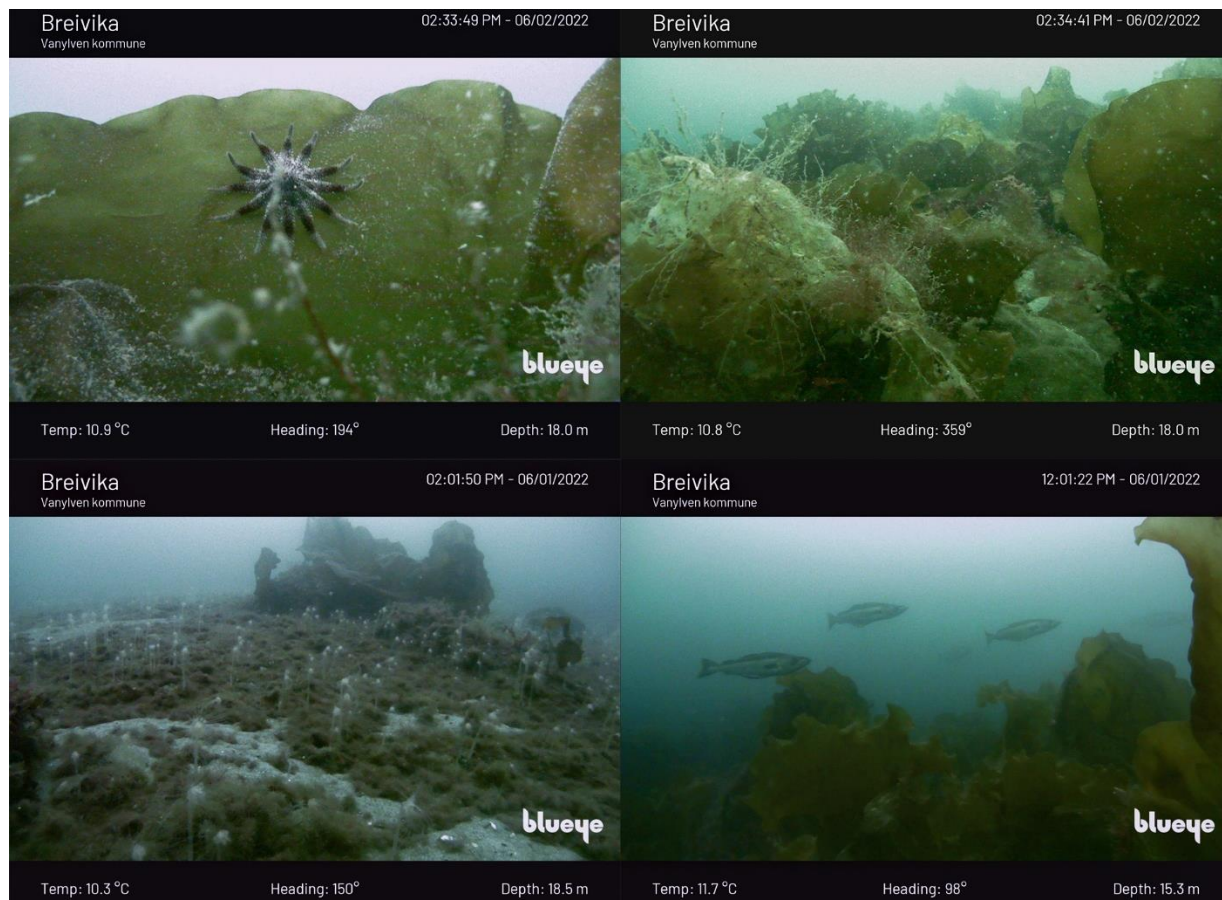 Breivika
02:33:49 PM - 06/02/2022
Vanylven kommune
blueye
Temp: 10.9 °C Heading: 194° Depth: 18.0 m
Breivika
02:34:41 PM - 06/02/2022
Vanylven kommune
blueye
Temp: 10.8 °C Heading: 359° Depth: 18.0 m
Breivika
02:01:50 PM - 06/01/2022
Vanylven kommune
blueye
Temp: 10.3 °C Heading: 150° Depth: 18.5 m
Breivika
12:01:22 PM - 06/01/2022
Vanylven kommune
blueye
Temp: 11.7 °C Heading: 98° Depth: 15.3 m